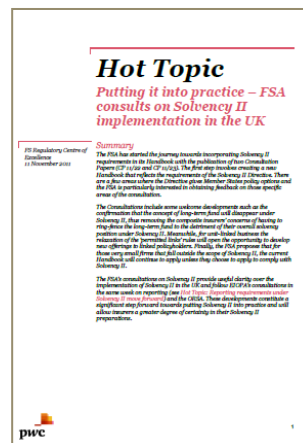 Hot Topic
Putting it into practice – FSA
consults on Solvency II
implementation in the UK
FS Regulatory Centre of
Excellence
11 November 2011
Summary
The FSA has started the journey towards incorporating Solvency II
requirements in its Handbook with the publication of two Consultation
Papers (CP 11/22 and CP 11/23). The first step involves creating a new
Handbook that reflects the requirements of the Solvency II Directive. There
are a few areas where the Directive gives Member States policy options and
the FSA is particularly interested in obtaining feedback on those specific
areas of the consultation.
The Consultations include some welcome developments such as the
confirmation that the concept of long-term fund will disappear under
Solvency II, thus removing the composite insurers' concerns of having to
ring-fence the long-term fund to the detriment of their overall solvency
position under Solvency II. Meanwhile, for unit-linked business the
relaxation of the 'permitted links' rules will open the opportunity to develop
new offerings to linked policyholders. Finally, the FSA proposes that for
those very small firms that fall outside the scope of Solvency II, the current
Handbook will continue to apply unless they choose to apply to comply with
Solvency II.
The FSA's consultations on Solvency II provide useful clarity over the
implementation of Solvency II in the UK and follow EIOPA's consultations in
the same week on reporting (see Hot Topic: Reporting requirements under
Solvency II move forward) and the ORSA. These developments constitute a
significant step forward towards putting Solvency II into practice and will
allow insurers a greater degree of certainty in their Solvency II
preparations.
pwc
1